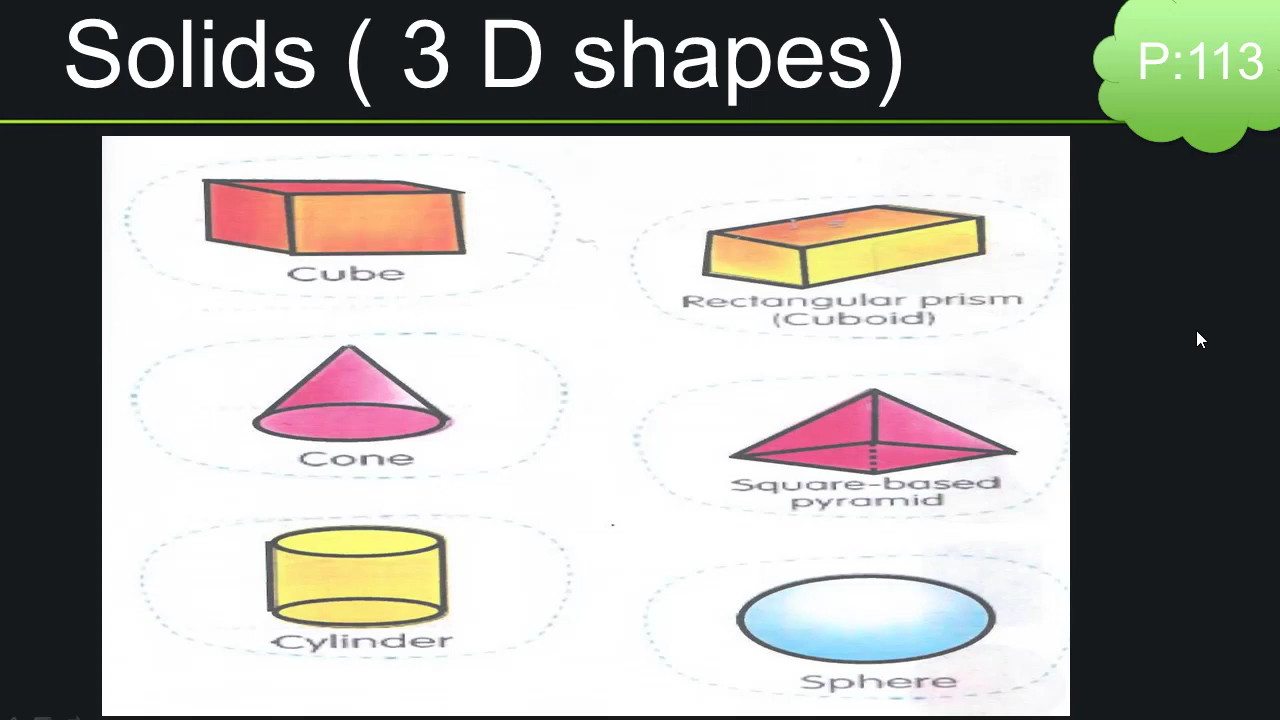 Solids ( 3 D shapes)
P:113
Cube
Rectangular prism
(Cuboid)
Cone
Square-based
pyramid
Cylinder
Sphere